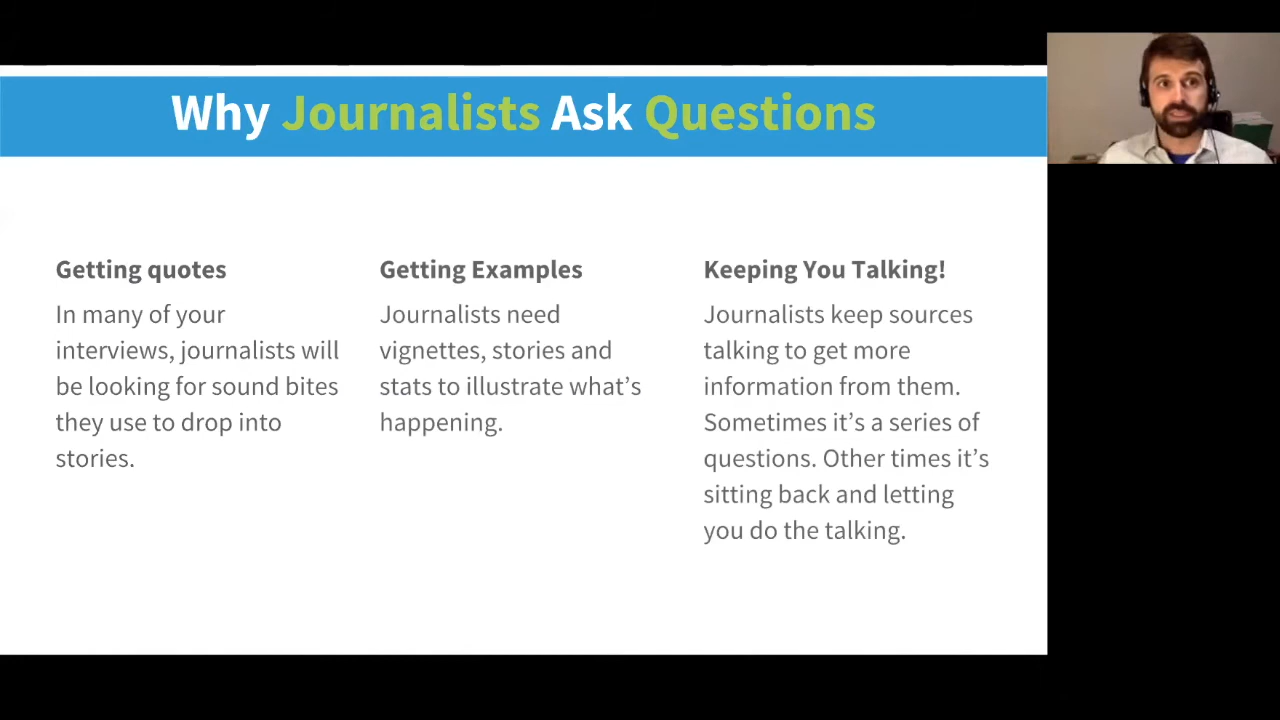 Why Journalists Ask Questions
Getting quotes
In many of your
interviews, journalists will
be looking for sound bites
they use to drop into
stories.
Getting Examples
Journalists need
vignettes, stories and
stats to illustrate what’s
happening.
Keeping You Talking!
Journalists keep sources
talking to get more
information from them.
Sometimes it’s a series of
questions. Other times it’s
sitting back and letting
you do the talking.